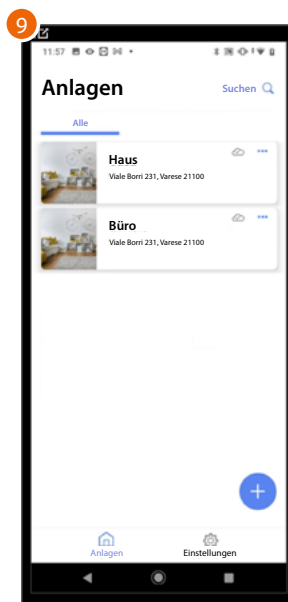 9
11:57
Anlagen
Suchen
Alle
Haus
Viale Borri 231, Varese 21100
Büro
Viale Borri 231, Varese 21100
Anlagen
Einstellungen